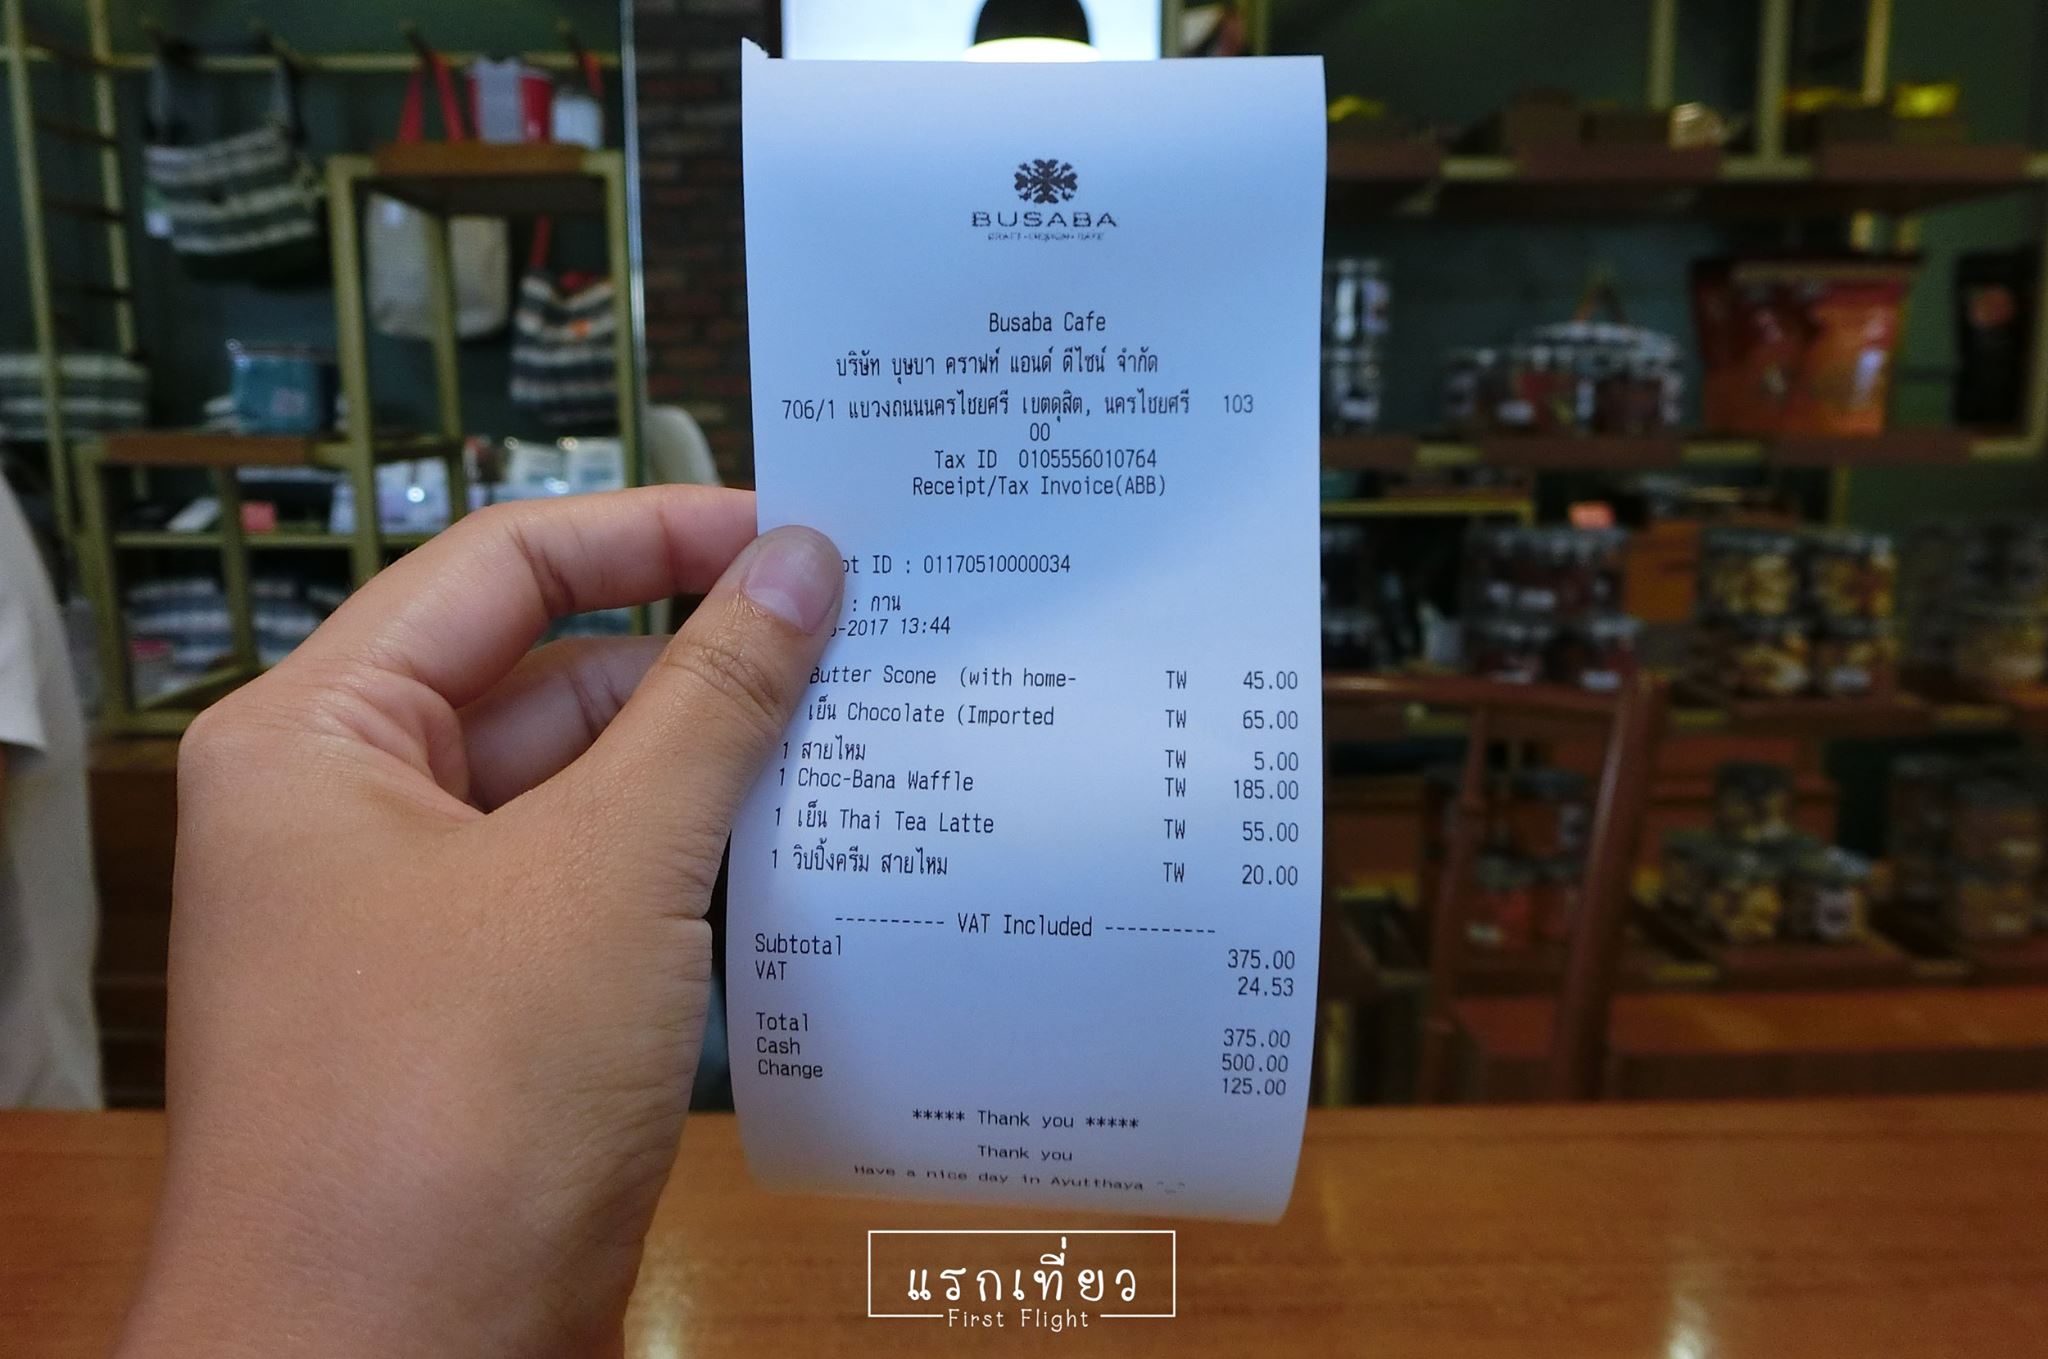 BUSABA
CRAFT • DESIGN • CAFE
Busaba Cafe
บริษัท บุษบา คราฟท์ แอนด์ ดีไซน์ จำกัด
706/1 แขวงถนนนครไชยศรี เขตดุสิต, นครไชยศรี 103
00
Tax ID 0105556010764
Receipt/Tax Invoice(ABB)
ID : 01170510000034
: กาน
-2017 13:44
Butter Scone (with home- TW 45.00
เย็น Chocolate (Imported TW 65.00
1 สายไหม TW 5.00
1 Choc-Bana Waffle TW 185.00
1 เย็น Thai Tea Latte TW 55.00
1 วิปปิ้งครีม สายไหม TW 20.00
---------- VAT Included ----------
Subtotal 375.00
VAT 24.53
Total 375.00
Cash 500.00
Change 125.00
***** Thank you *****
Thank you
Have a nice day in Ayutthaya ^_^
แรกเที่ยว
First Flight